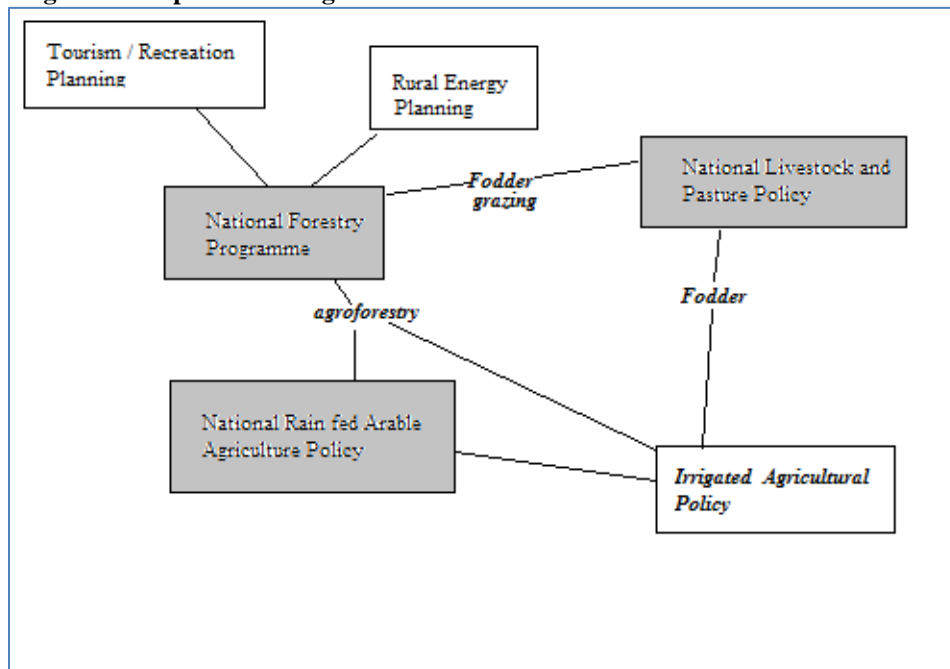 Tourism / Recreation
Planning
Rural Energy
Planning
National Livestock and
Pasture Policy
Fodder
grazing
National Forestry
Programme
Fodder
agroforestry
National Rain fed Arable
Agriculture Policy
Irrigated Agricultural
Policy